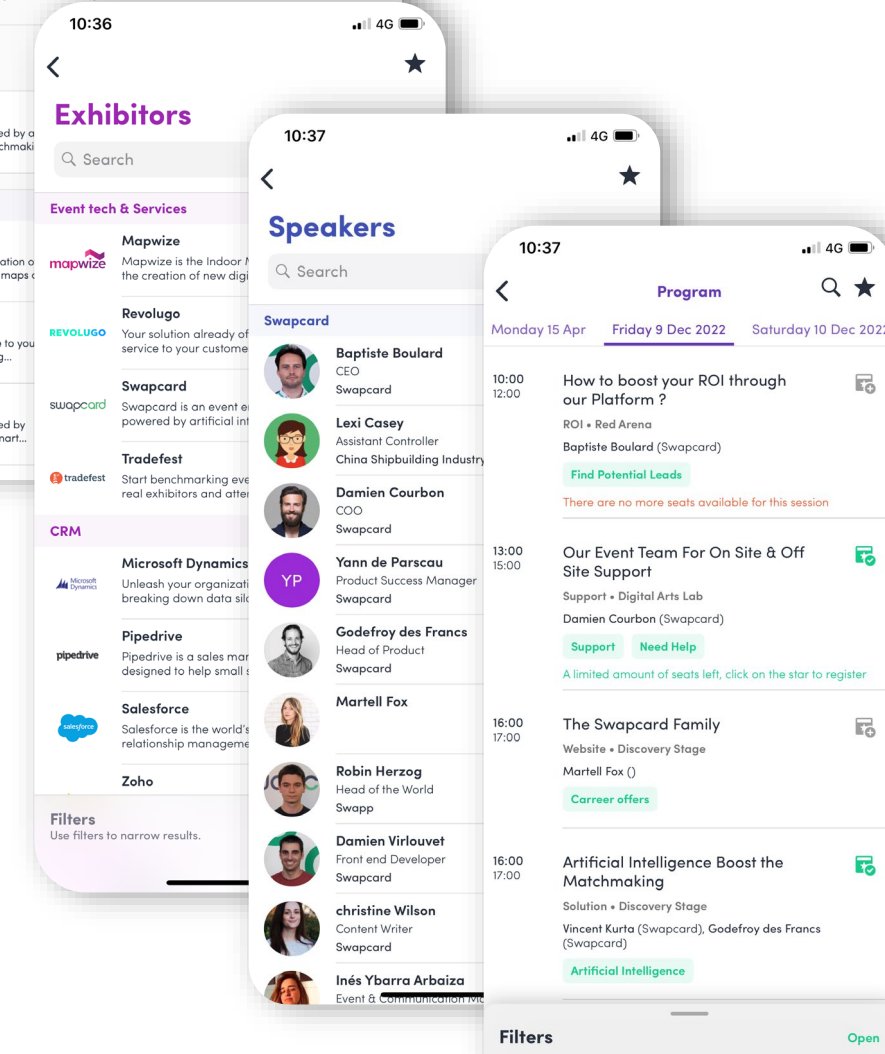 ed by a
chmaki
ation o
maps
e to you
g...
ed by
mart...
10:36
4G
Exhibitors
Search
Event tech & Services
mapwize
Mapwize
Mapwize is the Indoor
the creation of new digi
REVOLUGO
Revolugo
Your solution already of
service to your custome
swapcard
Swapcard
Swapcard is an event e
powered by artificial int
tradefest
Tradefest
Start benchmarking eve
real exhibitors and atte
CRM
Microsoft Dynamics
Microsoft Dynamics
Unleash your organizati
breaking down data silo
pipedrive
Pipedrive
Pipedrive is a sales mar
designed to help small s
salesforce
Salesforce
Salesforce is the world's
relationship manageme
Zoho
Filters
Use filters to narrow results.
10:37
4G
Speakers
Search
Swapcard
Baptiste Boulard
CEO
Swapcard
Lexi Casey
Assistant Controller
China Shipbuilding Industry
Damien Courbon
COO
Swapcard
YP
Yann de Parscau
Product Success Manager
Swapcard
Godefroy des Francs
Head of Product
Swapcard
Martell Fox
Robin Herzog
Head of the World
Swapp
Damien Virlouvet
Front end Developer
Swapcard
christine Wilson
Content Writer
Swapcard
Inés Ybarra Arbaiza
Event & Communication
10:37
4G
Program
Monday 15 Apr Friday 9 Dec 2022 Saturday 10 Dec 2022
10:00
12:00
How to boost your ROI through
our Platform ?
ROI • Red Arena
Baptiste Boulard (Swapcard)
Find Potential Leads
There are no more seats available for this session
13:00
15:00
Our Event Team For On Site & Off
Site Support
Support • Digital Arts Lab
Damien Courbon (Swapcard)
Support Need Help
A limited amount of seats left, click on the star to register
16:00
17:00
The Swapcard Family
Website • Discovery Stage
Martell Fox ()
Carreer offers
16:00
17:00
Artificial Intelligence Boost the
Matchmaking
Solution • Discovery Stage
Vincent Kurta (Swapcard), Godefroy des Francs
(Swapcard)
Artificial Intelligence
Filters
Open